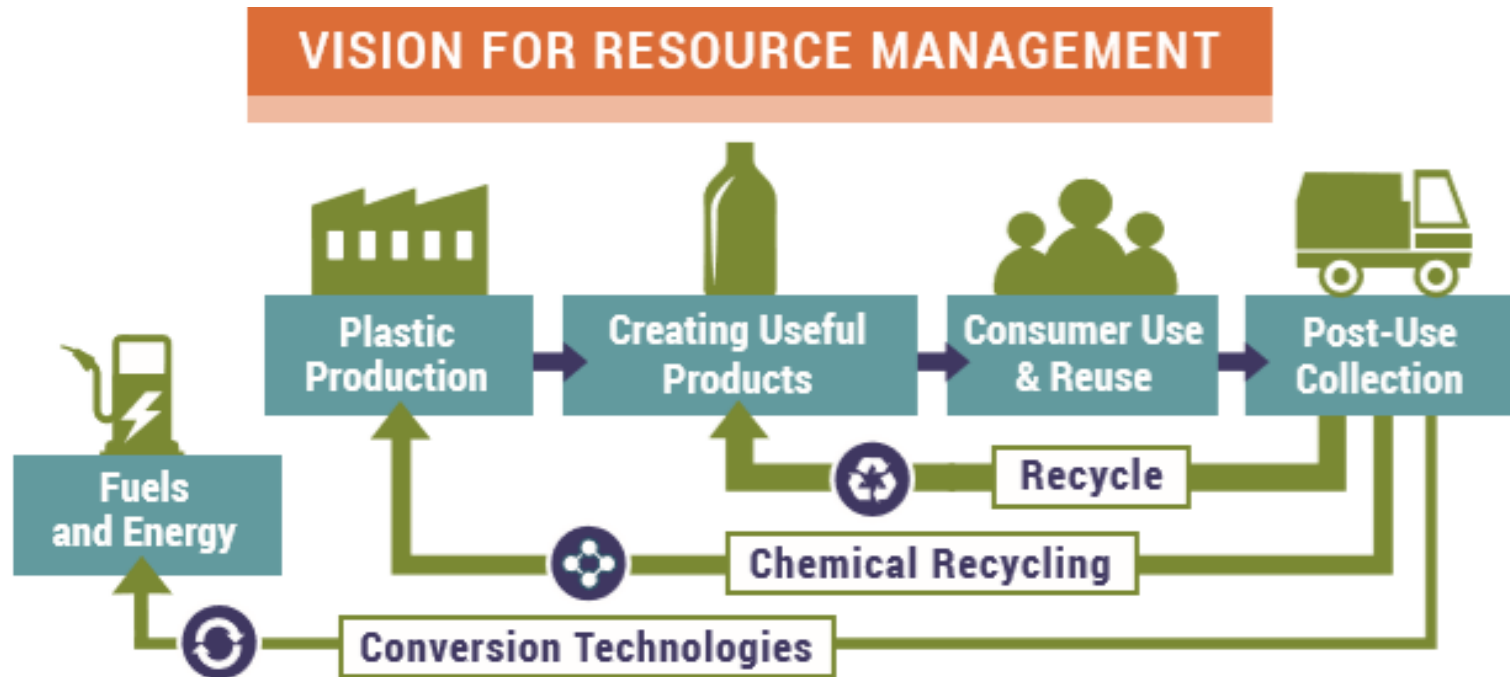 VISION FOR RESOURCE MANAGEMENT
Plastic
Production
Creating Useful
Products
Consumer Use
& Reuse
Post-Use
Collection
Fuels
and Energy
Recycle
Chemical Recycling
Conversion Technologies